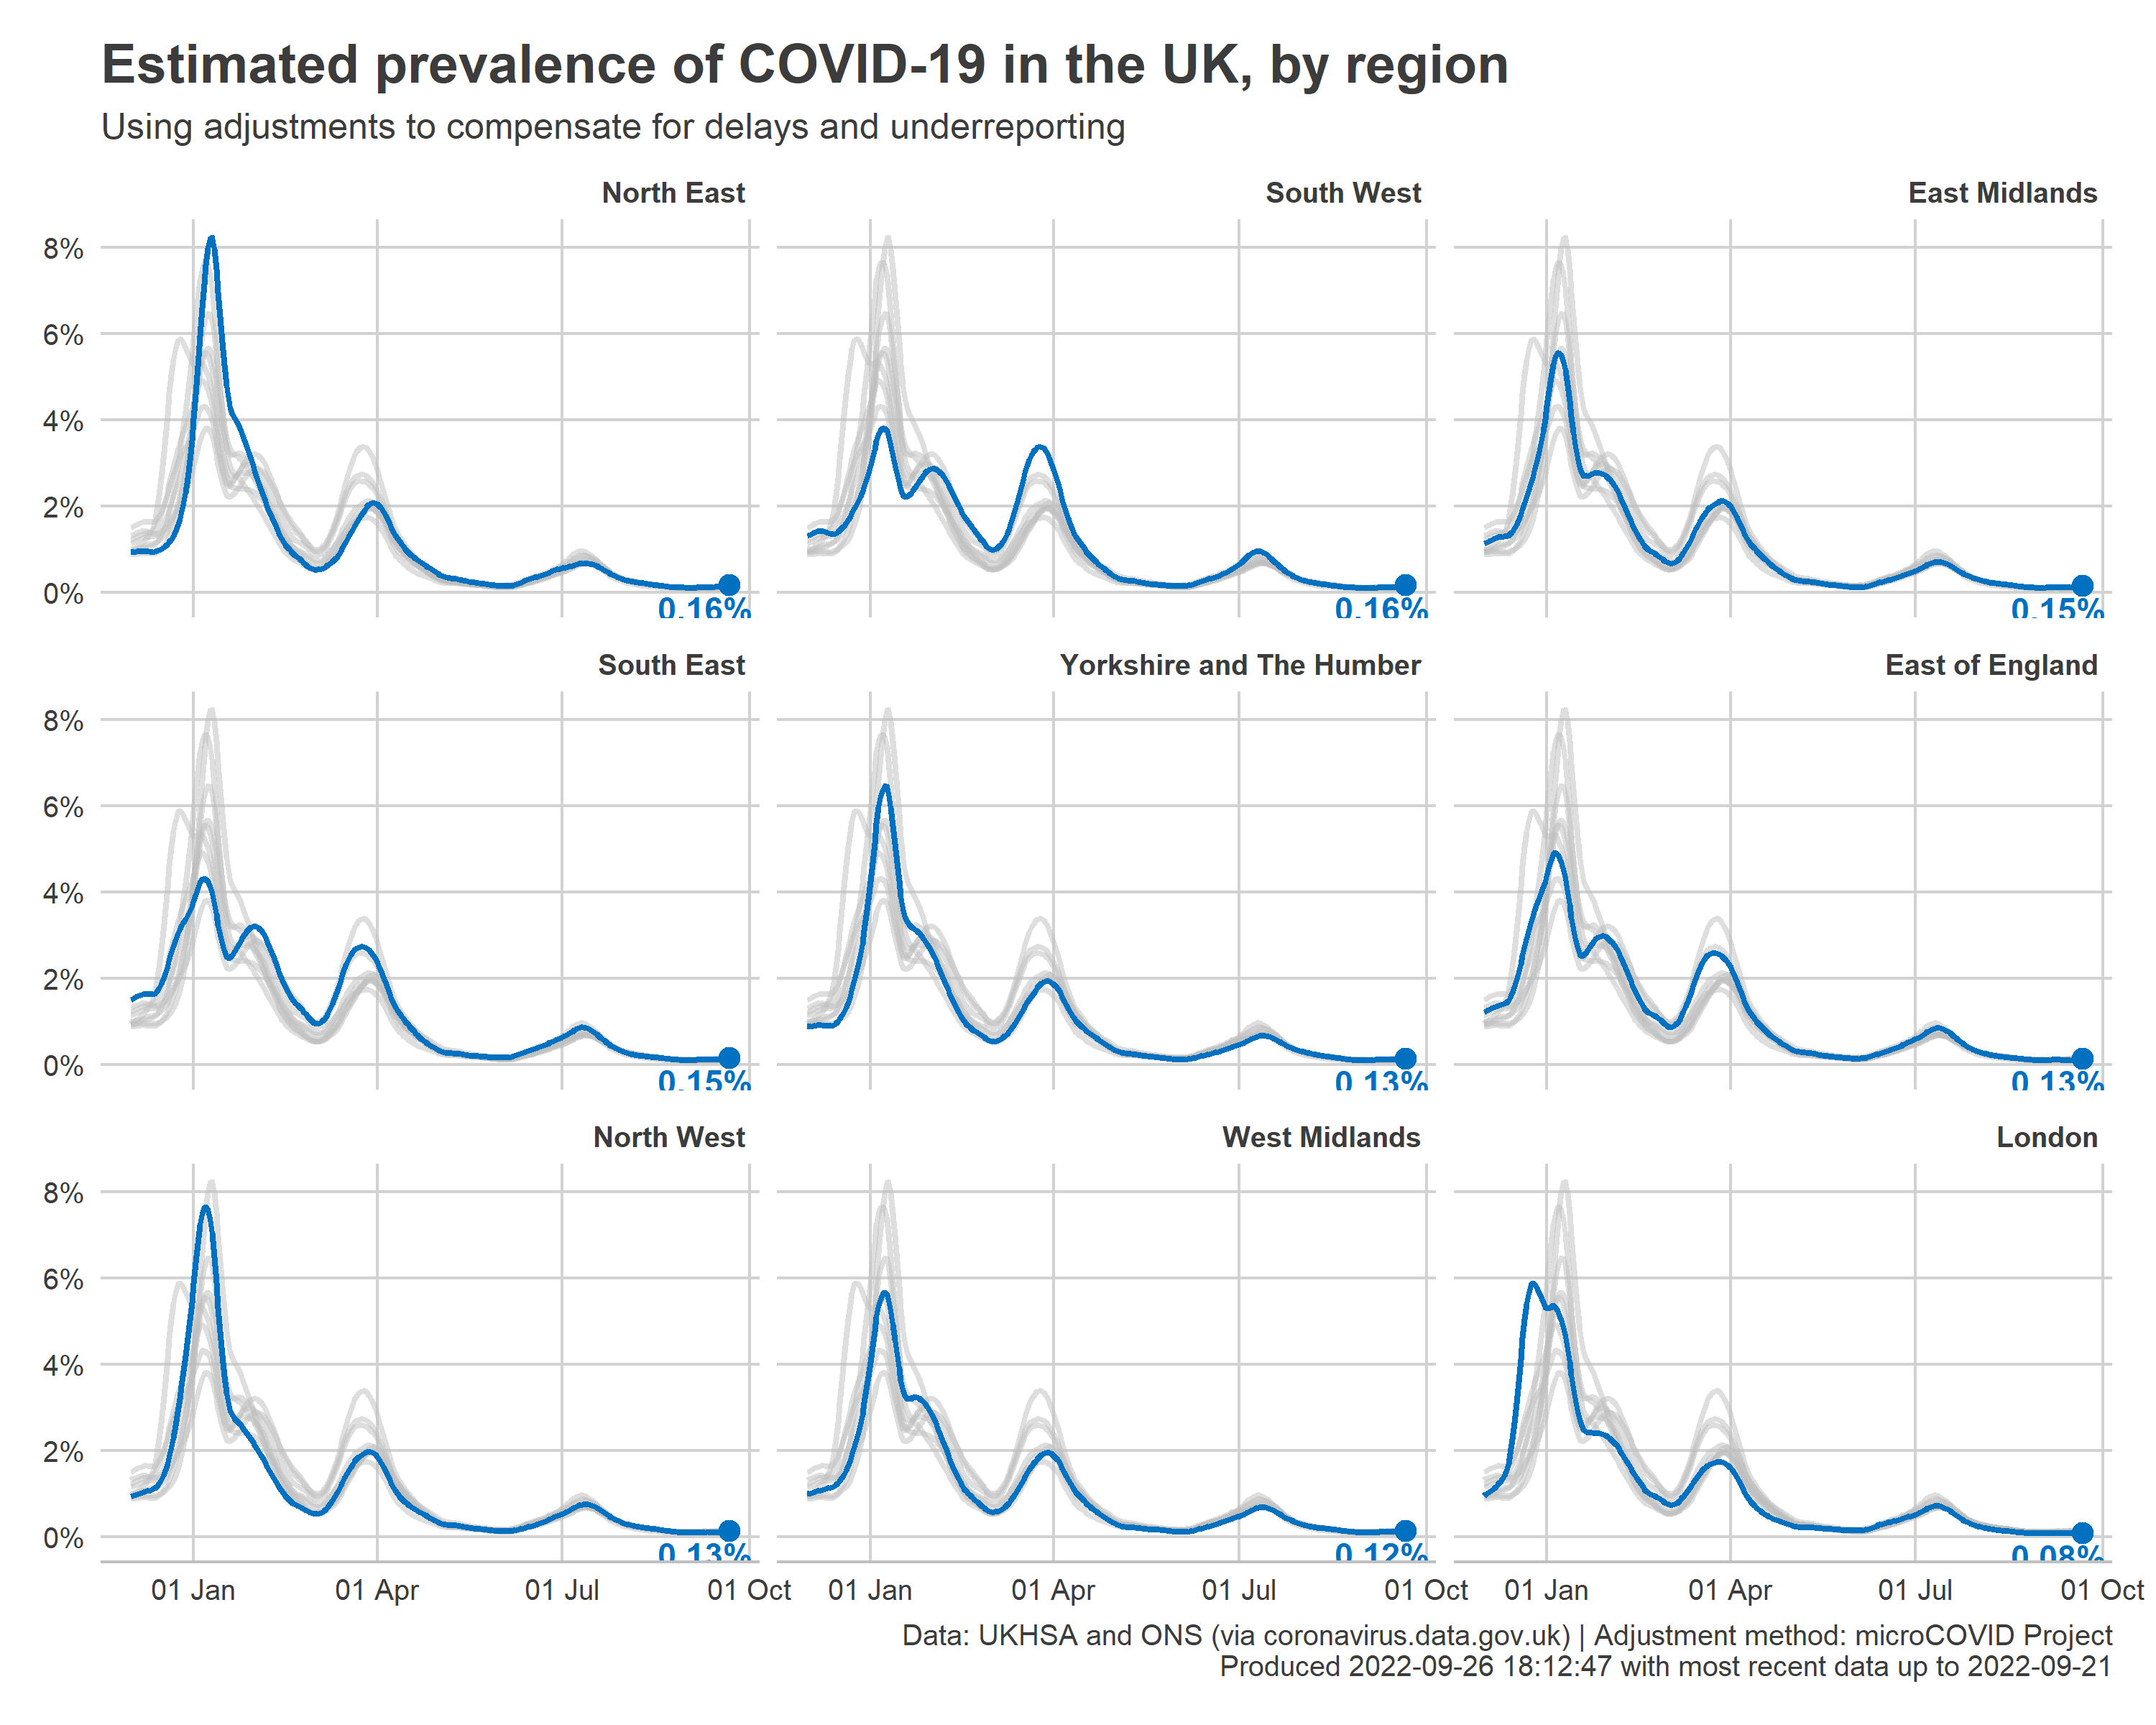 Estimated prevalence of COVID-19 in the UK, by region
Using adjustments to compensate for delays and underreporting
North East
South West
East Midlands
8%
6%
4%
2%
0%
0.16%
0.16%
0.15%
South East
Yorkshire and The Humber
East of England
8%
6%
4%
2%
0%
0.15%
0.13%
0.13%
North West
West Midlands
London
8%
6%
4%
2%
0%
0.13%
0.12%
0.08%
01 Jan 01 Apr 01 Jul 01 Oct 01 Jan 01 Apr 01 Jul 01 Oct 01 Jan 01 Apr 01 Jul 01 Oct
Data: UKHSA and ONS (via coronavirus.data.gov.uk) | Adjustment method: microCOVID Project
Produced 2022-09-26 18:12:47 with most recent data up to 2022-09-21